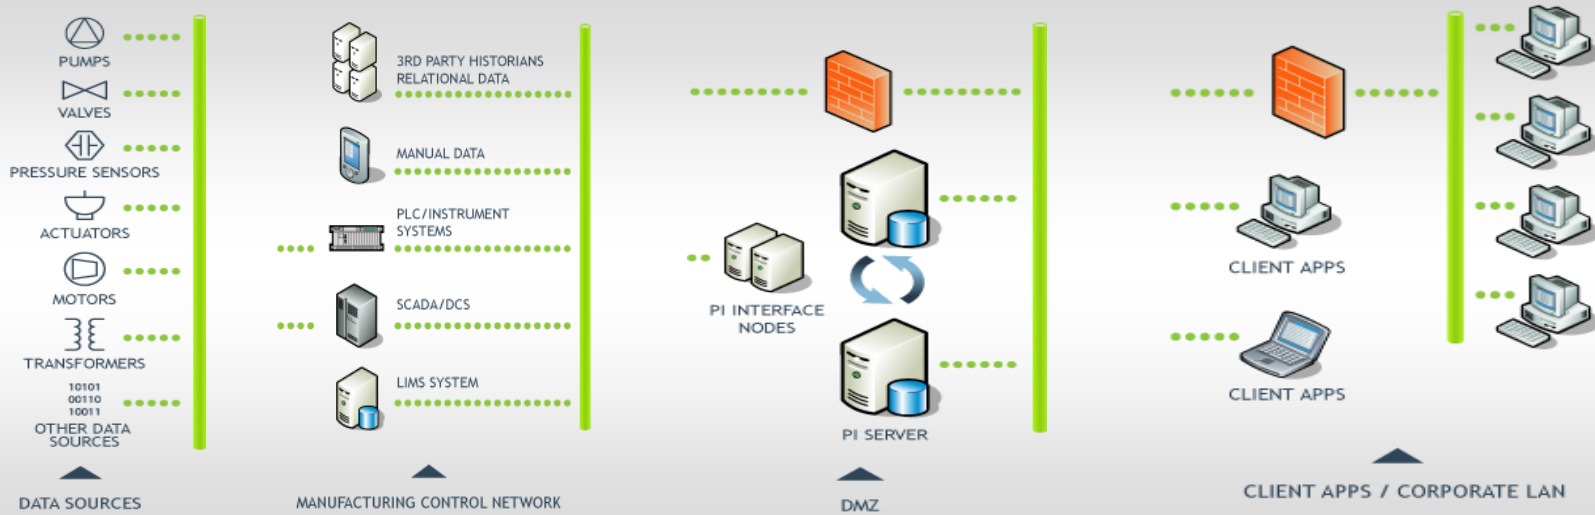 PUMPS
VALVES
PRESSURE SENSORS
ACTUATORS
MOTORS
TRANSFORMERS
10101
00110
10011
OTHER DATA
SOURCES
DATA SOURCES
3RD PARTY HISTORIANS
RELATIONAL DATA
MANUAL DATA
PLC/INSTRUMENT
SYSTEMS
SCADA/DCS
LIMS SYSTEM
MANUFACTURING CONTROL NETWORK
PI INTERFACE
NODES
PI SERVER
DMZ
CLIENT APPS
CLIENT APPS
CLIENT APPS / CORPORATE LAN